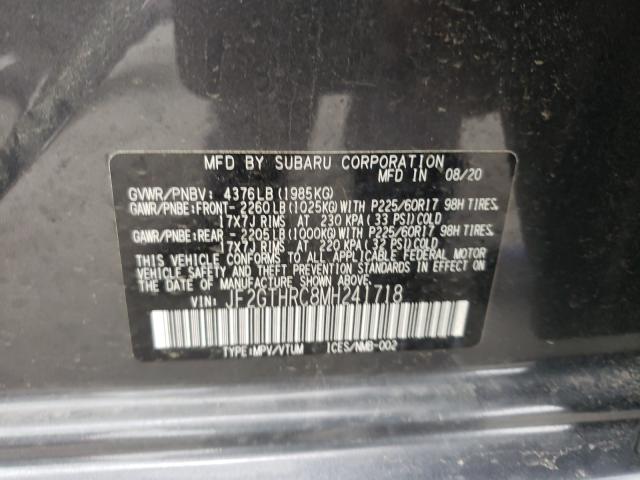 MFD BY SUBARU CORPORATION
MFD IN 08/20
GVWR/PNBV: 4376LB (1985KG)
GAWR/PNBE:FRONT- 2260LB (1025KG)WITH P225/60R17 98H TIRES
17X7J RIMS AT 230 KPA (33 PSI)COLD
GAWR/PNBE:REAR- 2205LB (1000KG)WITH P225/60R17 98H TIRES
17X7J RIMS AT 220 KPA (32 PSI)COLD
THIS VEHICLE CONFORMS TO ALL APPLICABLE FEDERAL MOTOR
VEHICLE SAFETY AND THEFT PREVENTION STANDARDS IN EFFECT ON
THE DATE OF MANUFACTURE SHOWN ABOVE.
VIN: JF2GTHRC8MH241718
TYPE:MPV/VTUM ICES/NMB-002